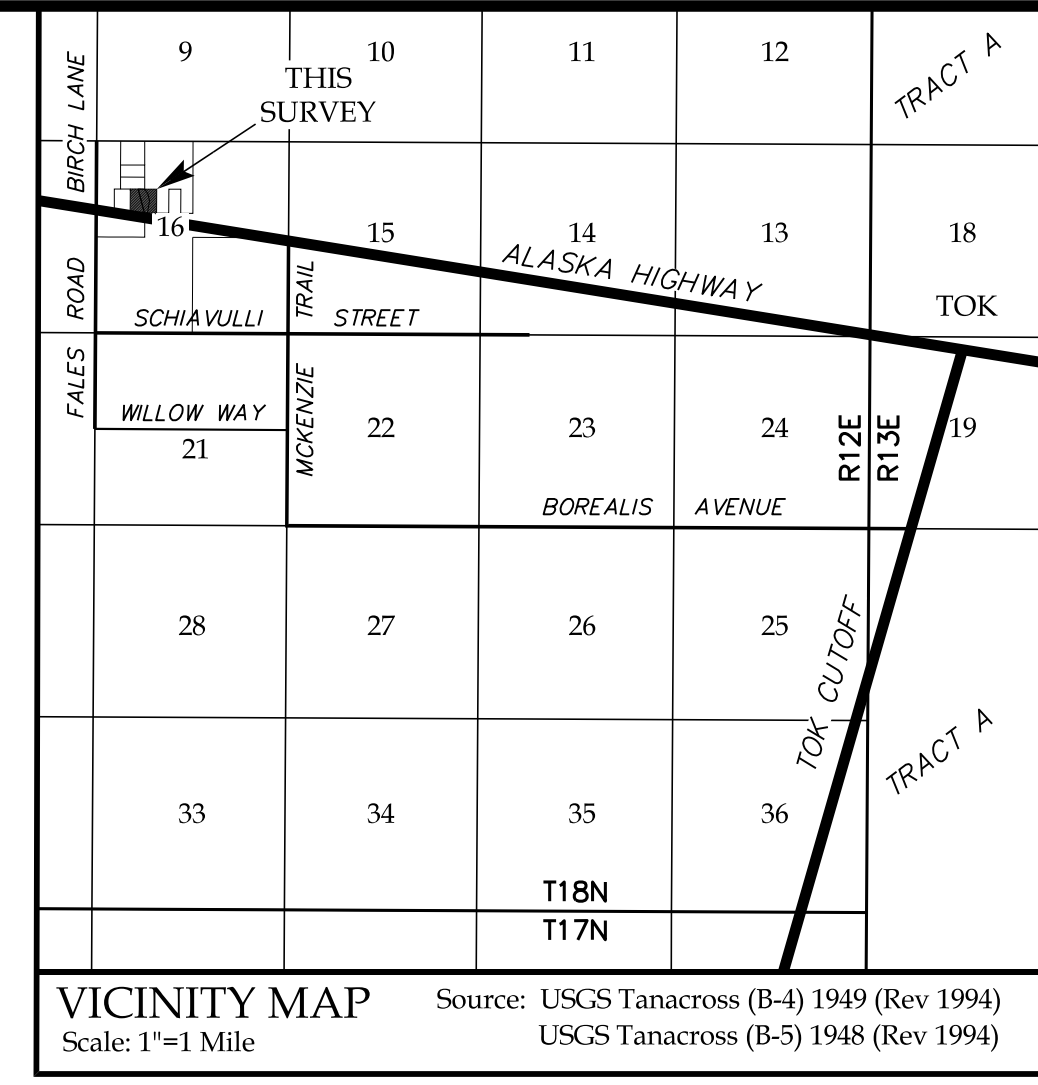 9 10 11 12
TRACT A
THIS
SURVEY
BIRCH LANE
16 15 14 13 18
ALASKA HIGHWAY
TOK
FALES ROAD
SCHIAVULLI STREET
MCKENZIE TRAIL
WILLOW WAY
21 22 23 24 19
R12E
R13E
BOREALIS AVENUE
28 27 26 25
TOK CUTOFF
TRACT A
33 34 35 36
T18N
T17N
VICINITY MAP
Scale: 1"=1 Mile
Source: USGS Tanacross (B-4) 1949 (Rev 1994)
USGS Tanacross (B-5) 1948 (Rev 1994)